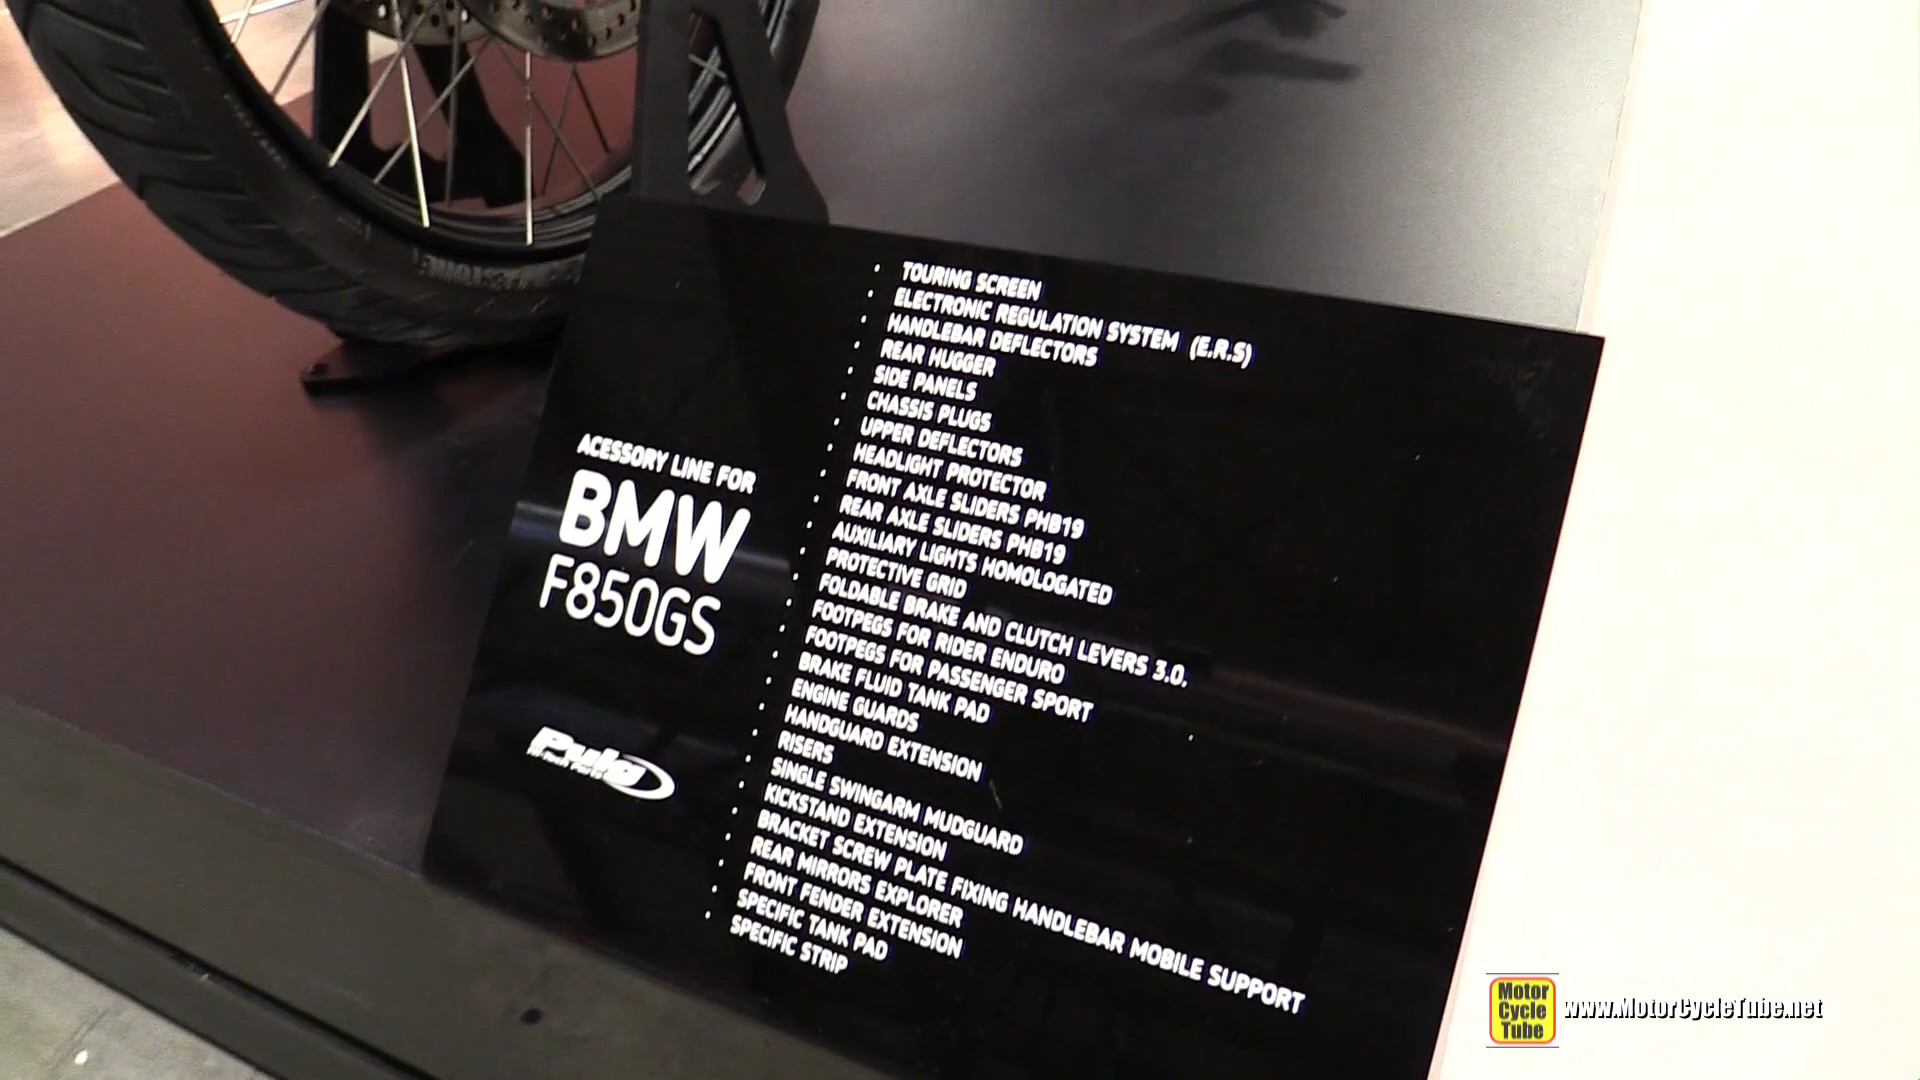 TOURING SCREEN
ELECTRONIC REGULATION SYSTEM (E.R.S)
HANDLEBAR DEFLECTORS
REAR HUGGER
SIDE PANELS
CHASSIS PLUGS
UPPER DEFLECTORS
HEADLIGHT PROTECTOR
FRONT AXLE SLIDERS PHB19
REAR AXLE SLIDERS PHB19
AUXILIARY LIGHTS HOMOLOGATED
PROTECTIVE GRID
FOLDABLE BRAKE AND CLUTCH LEVERS 3.0.
FOOTPEGS FOR RIDER ENDURO
FOOTPEGS FOR PASSENGER SPORT
BRAKE FLUID TANK PAD
ENGINE GUARDS
HANDGUARD EXTENSION
RISERS
SINGLE SWINGARM MUDGUARD
KICKSTAND EXTENSION
BRACKET SCREW PLATE FIXING HANDLEBAR MOBILE SUPPORT
REAR MIRRORS EXPLORER
FRONT FENDER EXTENSION
SPECIFIC TANK PAD
SPECIFIC STRIP
ACESSORY LINE FOR
BMW
F850GS
Puig
Motor
Cycle
Tube
www.MotorCycleTube.net